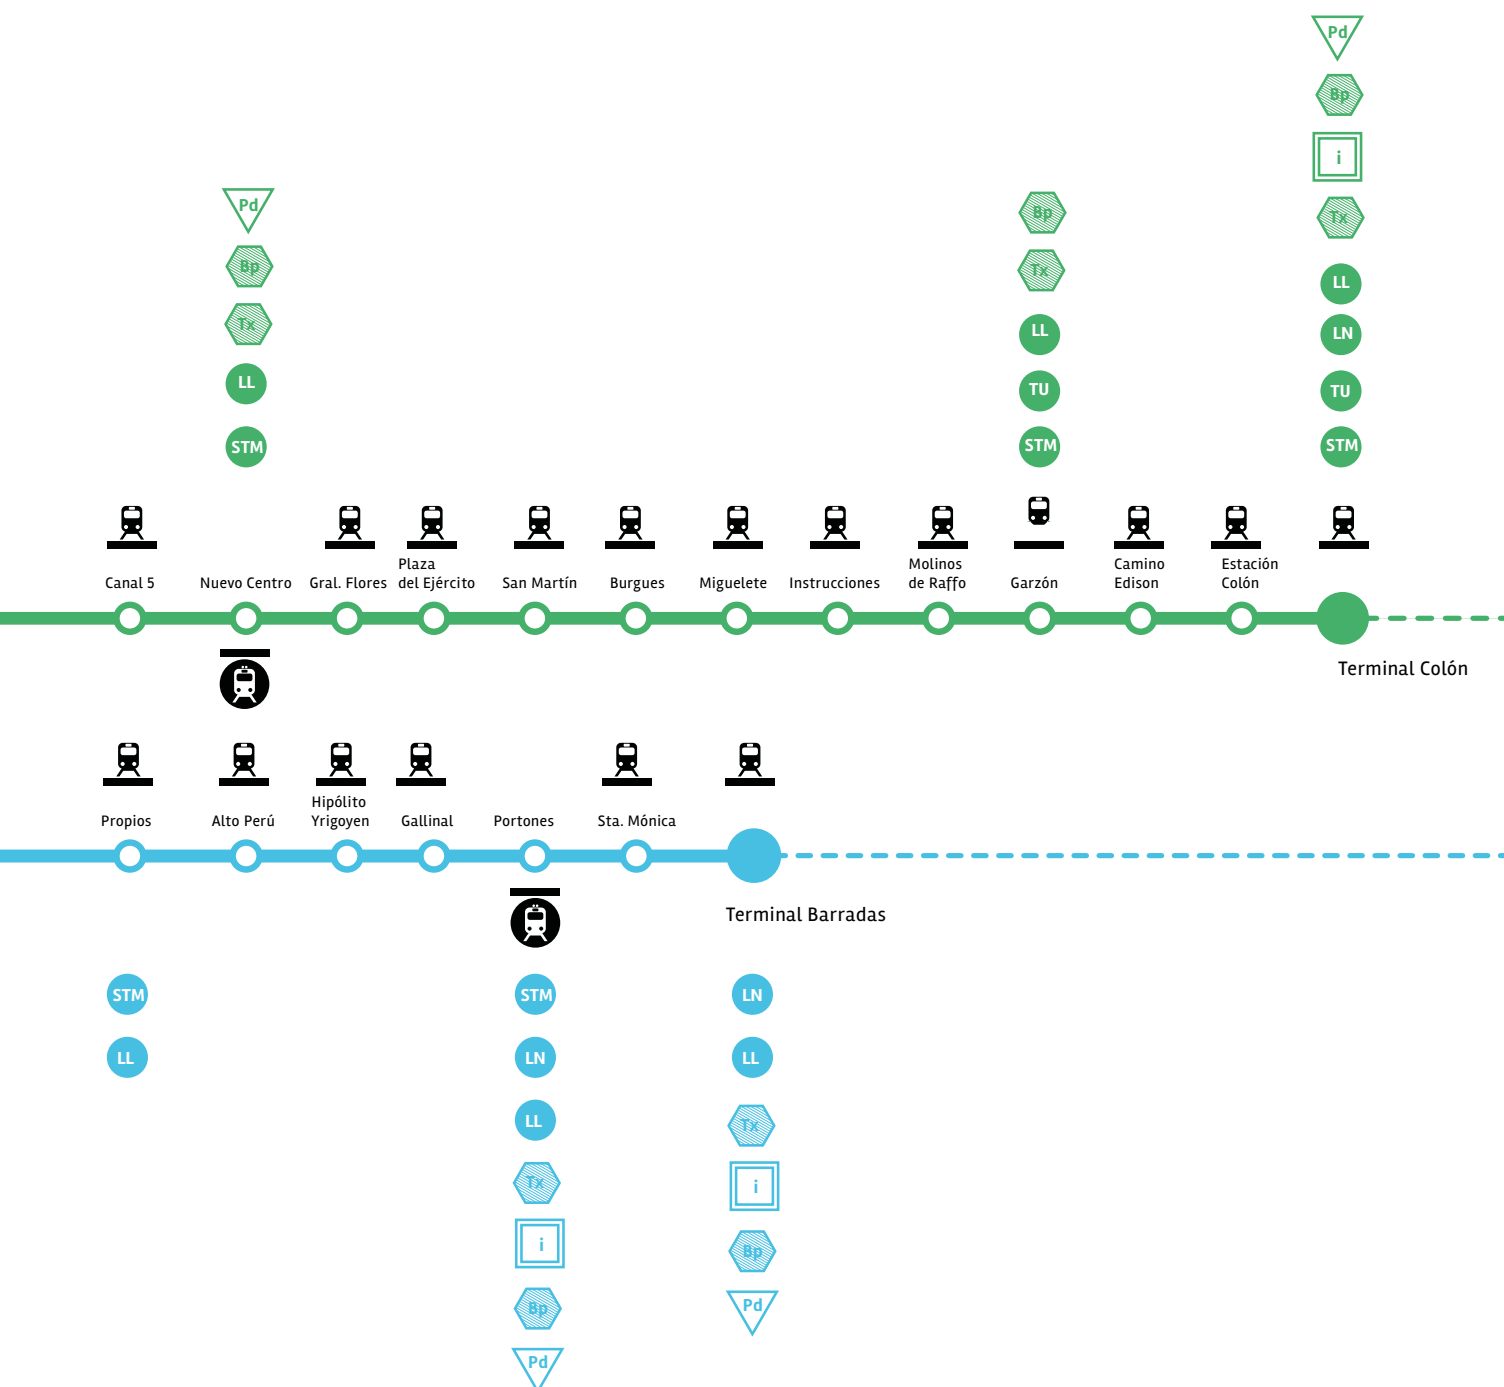 Pd
Bp
i
Tx
LL
LN
TU
STM
Pd
Bp
Tx
LL
STM
Bp
Tx
LL
TU
STM
Canal 5
Nuevo Centro
Gral. Flores
Plaza
del Ejército
San Martín
Burgues
Miguelete
Instrucciones
Molinos
de Raffo
Garzón
Camino
Edison
Estación
Colón
Terminal Colón
Propios
Alto Perú
Hipólito
Yrigoyen
Gallinal
Portones
Sta. Mónica
Terminal Barradas
STM
LL
STM
LN
LL
Tx
i
Bp
Pd
LN
LL
Tx
i
Bp
Pd